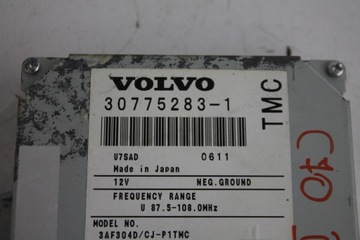 VOLVO
30775283-1
TMC
U7SAD 0611
Made in Japan
12V NEG.GROUND
FREQUENCY RANGE
U 87.5-108.0MHz
MODEL NO.
3AF304D/CJ-P1TMC
C70